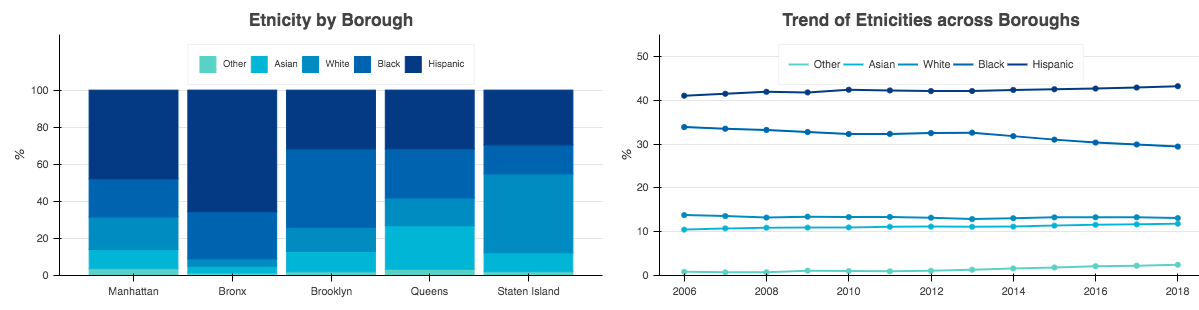 Etnicity by Borough
Other Asian White Black Hispanic
100
80
60
40
20
0
%
Manhattan Bronx Brooklyn Queens Staten Island
Trend of Etnicities across Boroughs
Other Asian White Black Hispanic
50
40
30
20
10
0
%
2006 2008 2010 2012 2014 2016 2018